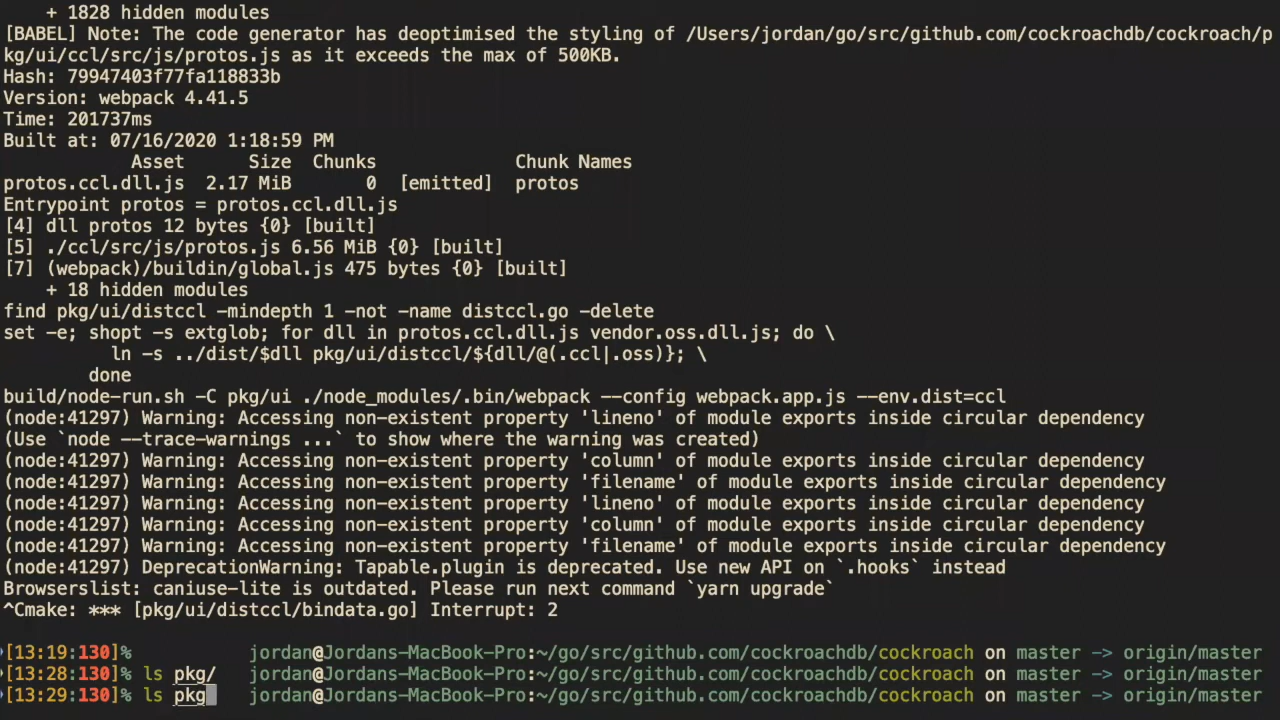 + 1828 hidden modules
[BABEL] Note: The code generator has deoptimised the styling of /Users/jordan/go/src/github.com/cockroachdb/cockroach/p
kg/ui/ccl/src/js/protos.js as it exceeds the max of 500KB.
Hash: 79947403f77fa118833b
Version: webpack 4.41.5
Time: 201737ms
Built at: 07/16/2020 1:18:59 PM
Asset Size Chunks Chunk Names
protos.ccl.dll.js 2.17 MiB 0 [emitted] protos
Entrypoint protos = protos.ccl.dll.js
[4] dll protos 12 bytes {0} [built]
[5] ./ccl/src/js/protos.js 6.56 MiB {0} [built]
[7] (webpack)/buildin/global.js 475 bytes {0} [built]
+ 18 hidden modules
find pkg/ui/distccl -mindepth 1 -not -name distccl.go -delete
set -e; shopt -s extglob; for dll in protos.ccl.dll.js vendor.oss.dll.js; do \
ln -s ../dist/$dll pkg/ui/distccl/${dll/@(.ccl|.oss)}; \
done
build/node-run.sh -C pkg/ui ./node_modules/.bin/webpack --config webpack.app.js --env.dist=ccl
(node:41297) Warning: Accessing non-existent property 'lineno' of module exports inside circular dependency
(Use `node --trace-warnings ...` to show where the warning was created)
(node:41297) Warning: Accessing non-existent property 'column' of module exports inside circular dependency
(node:41297) Warning: Accessing non-existent property 'filename' of module exports inside circular dependency
(node:41297) Warning: Accessing non-existent property 'lineno' of module exports inside circular dependency
(node:41297) Warning: Accessing non-existent property 'column' of module exports inside circular dependency
(node:41297) Warning: Accessing non-existent property 'filename' of module exports inside circular dependency
(node:41297) DeprecationWarning: Tapable.plugin is deprecated. Use new API on `.hooks` instead
Browserslist: caniuse-lite is outdated. Please run next command `yarn upgrade`
^Cmake: *** [pkg/ui/distccl/bindata.go] Interrupt: 2
[13:19:130]% jordan@Jordans-MacBook-Pro:~/go/src/github.com/cockroachdb/cockroach on master -> origin/master
[13:28:130]% ls pkg/ jordan@Jordans-MacBook-Pro:~/go/src/github.com/cockroachdb/cockroach on master -> origin/master
[13:29:130]% ls pkg jordan@Jordans-MacBook-Pro:~/go/src/github.com/cockroachdb/cockroach on master -> origin/master